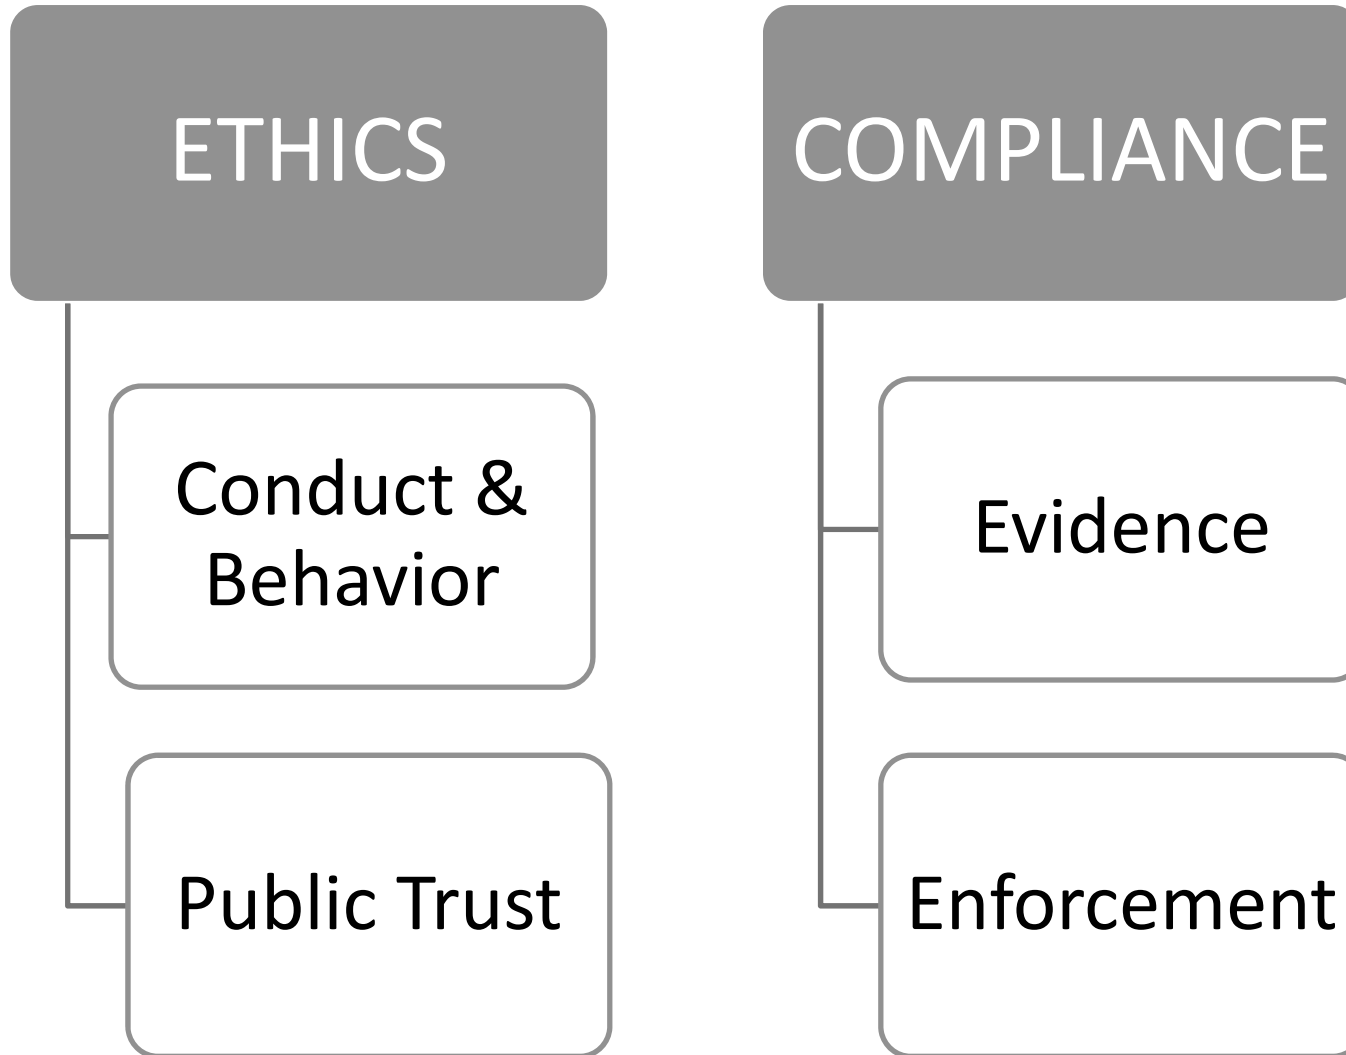 ETHICS
Conduct &
Behavior
Public Trust
COMPLIANCE
Evidence
Enforcement